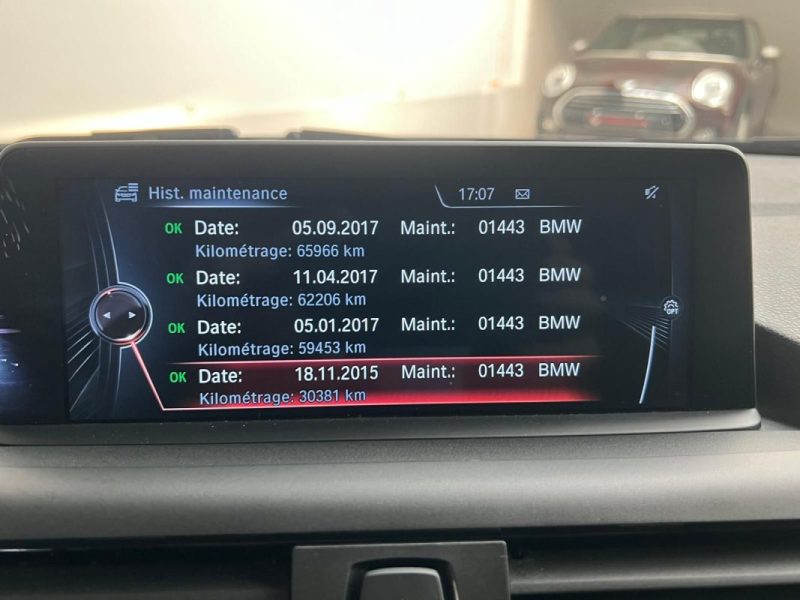 Hist. maintenance 17:07
OK Date: 05.09.2017 Maint.: 01443 BMW
Kilométrage: 65966 km
OK Date: 11.04.2017 Maint.: 01443 BMW
Kilométrage: 62206 km
OK Date: 05.01.2017 Maint.: 01443 BMW
Kilométrage: 59453 km
OPT
OK Date: 18.11.2015 Maint.: 01443 BMW
Kilométrage: 30381 km